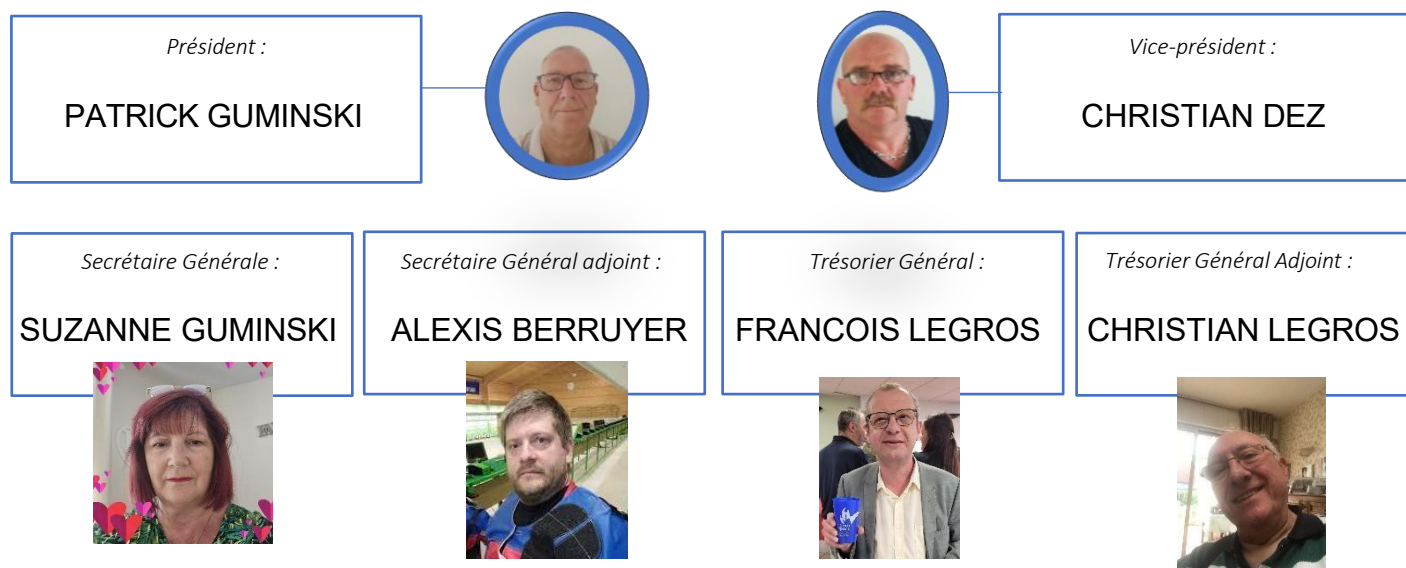 Président :
PATRICK GUMINSKI
Vice-président :
CHRISTIAN DEZ
Secrétaire Générale :
SUZANNE GUMINSKI
Secrétaire Général adjoint :
ALEXIS BERRUYER
Trésorier Général :
FRANCOIS LEGROS
Trésorier Général Adjoint :
CHRISTIAN LEGROS